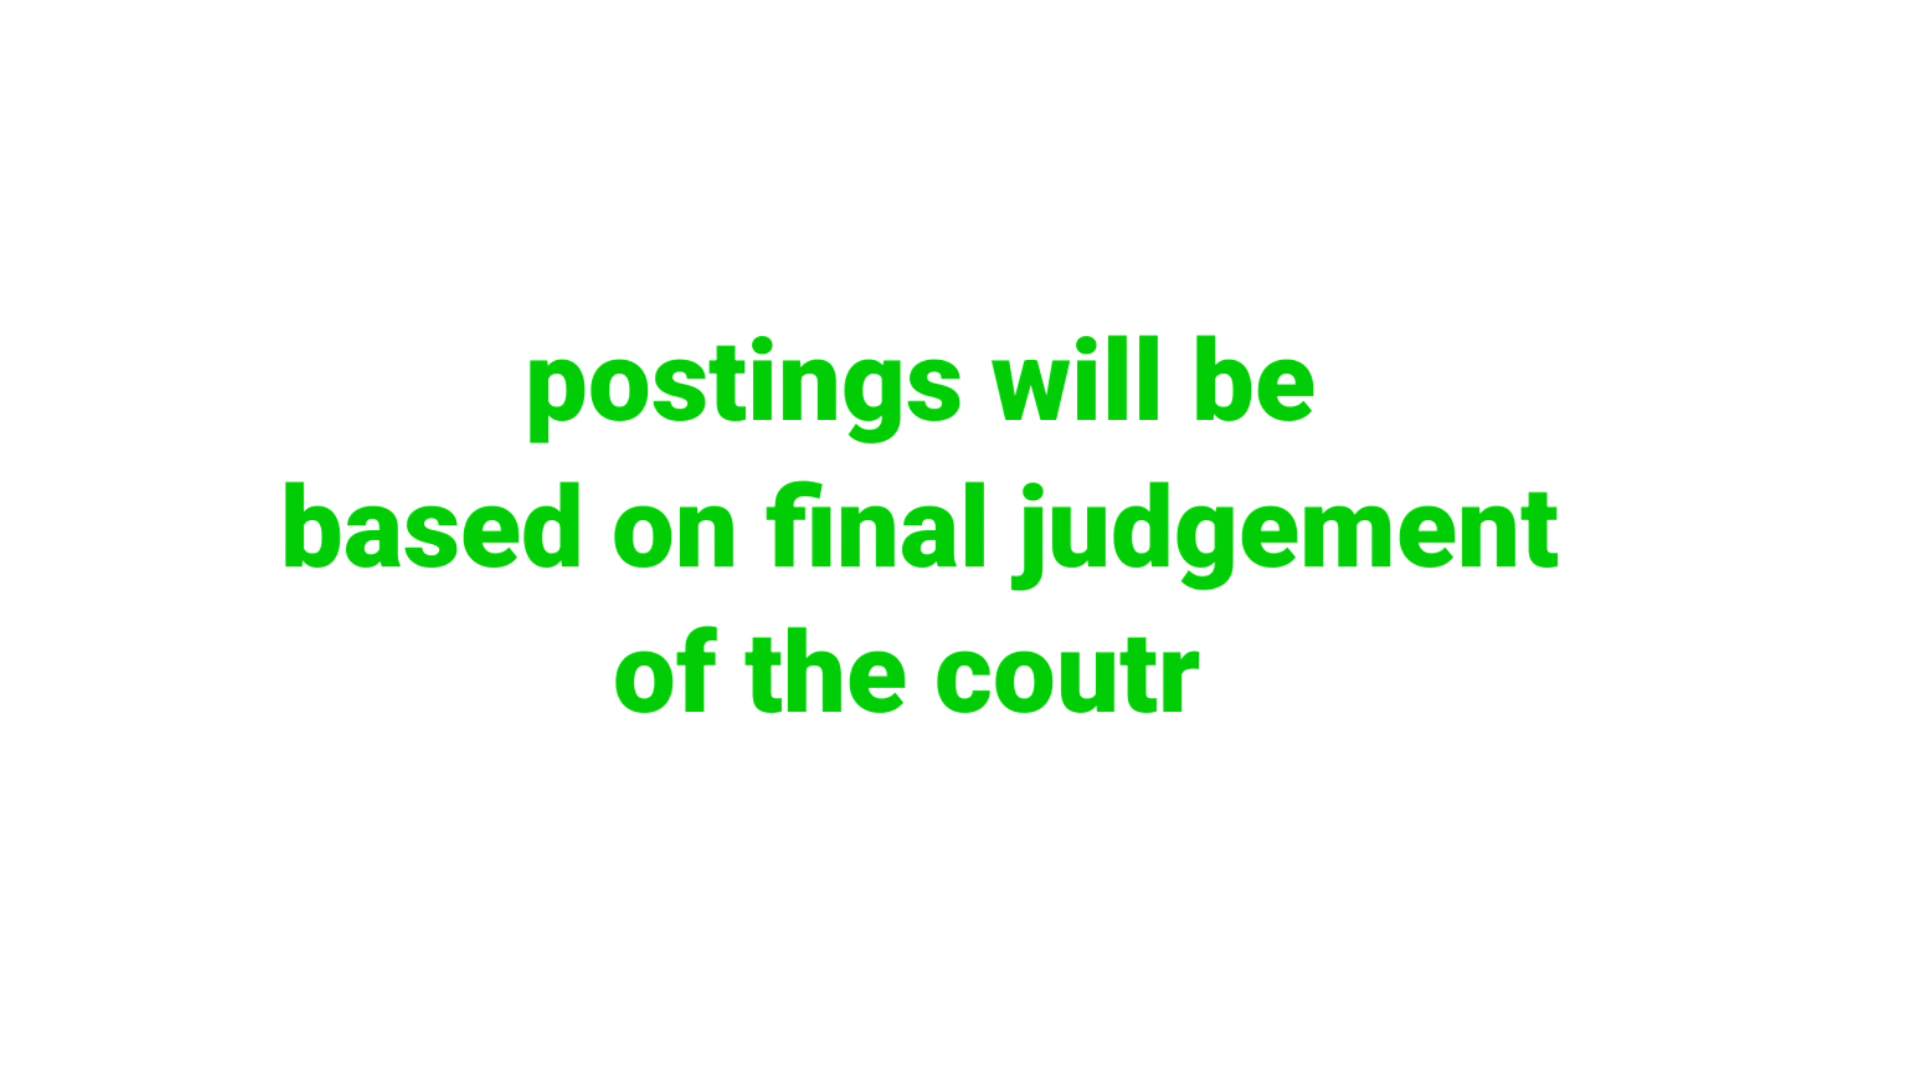 postings will be
based on final judgement
of the coutr